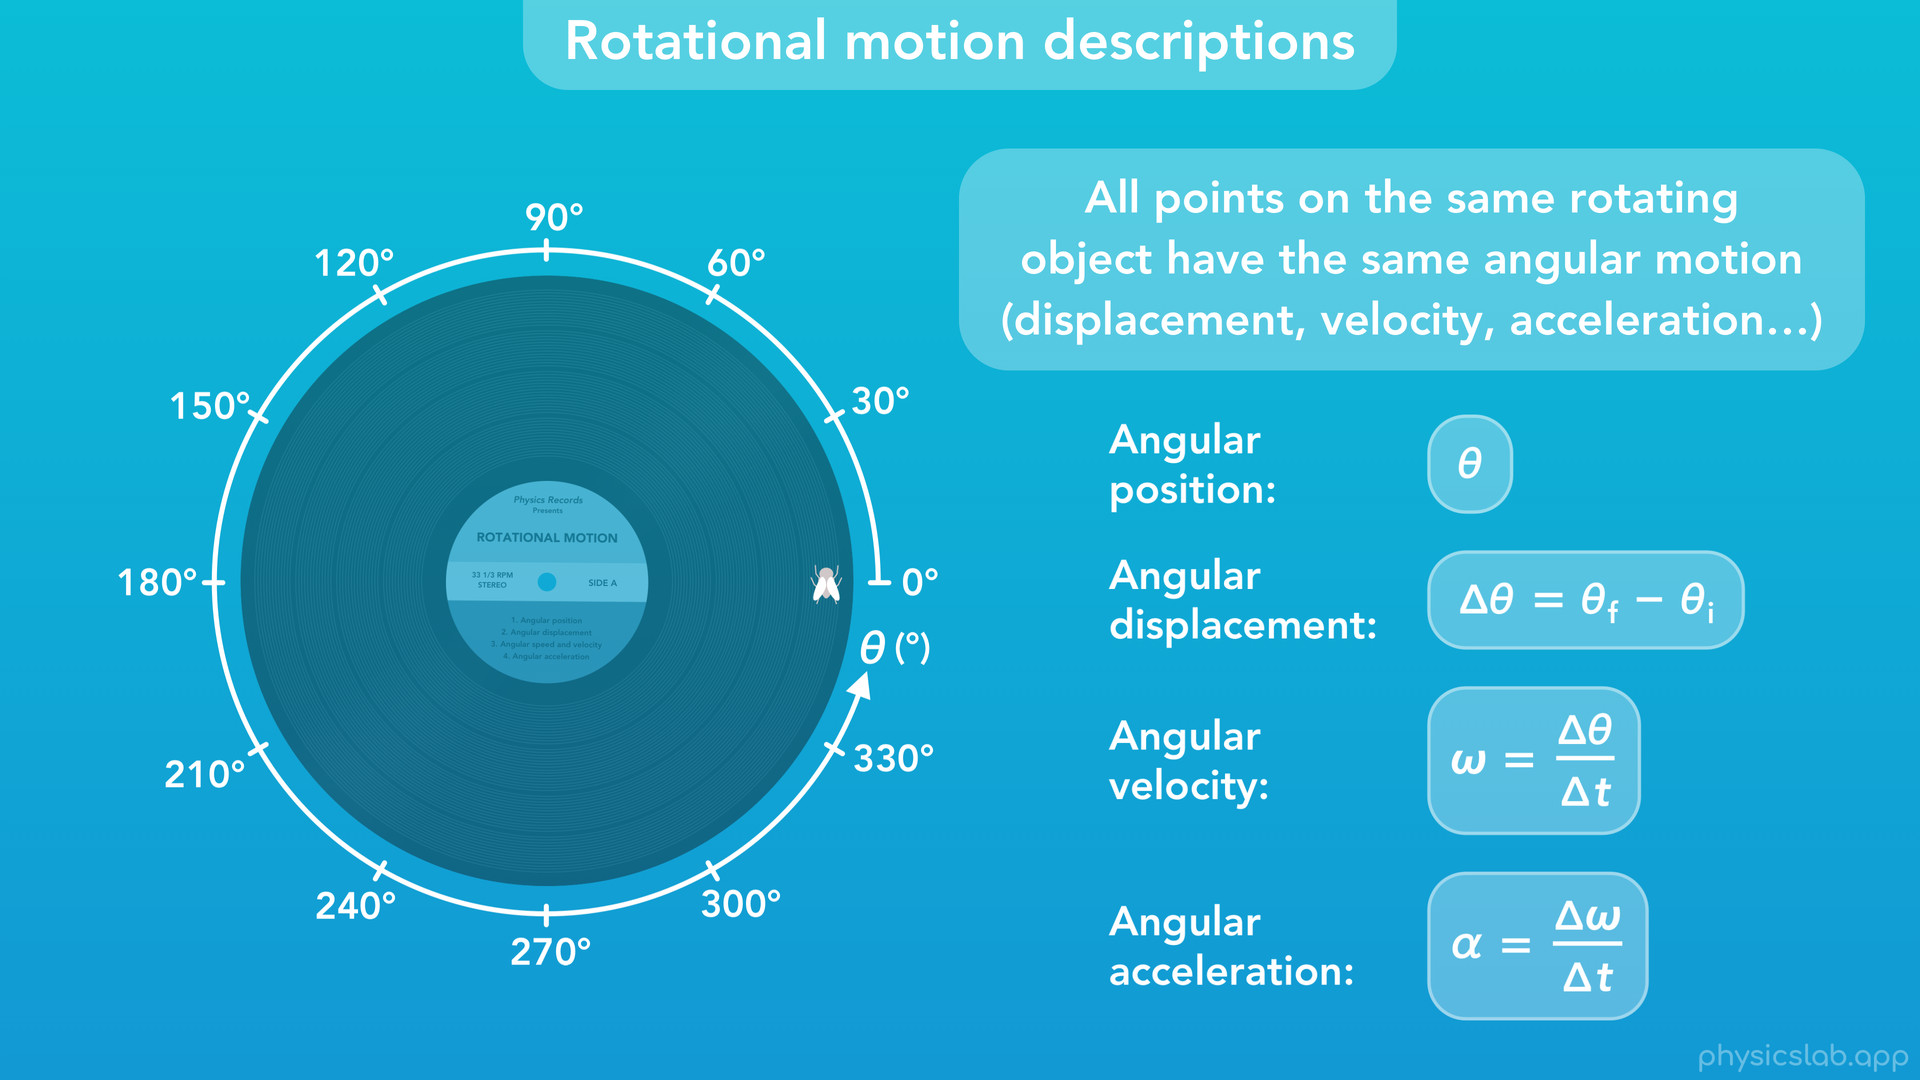 Rotational motion descriptions
All points on the same rotating
object have the same angular motion
(displacement, velocity, acceleration...)
90°
120°
60°
150°
30°
180°
0°
θ (°)
210°
330°
240°
300°
270°
Physics Records
Presents
ROTATIONAL MOTION
33 1/3 RPM
STEREO
SIDE A
1. Angular position
2. Angular displacement
3. Angular speed and velocity
4. Angular acceleration
Angular
position:
θ
Angular
displacement:
Δθ = θf − θi
Angular
velocity:
ω = Δθ / Δt
Angular
acceleration:
α = Δω / Δt
physicslab.app